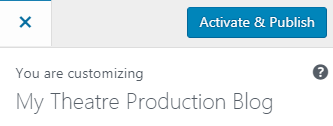 Activate & Publish
You are customizing
My Theatre Production Blog